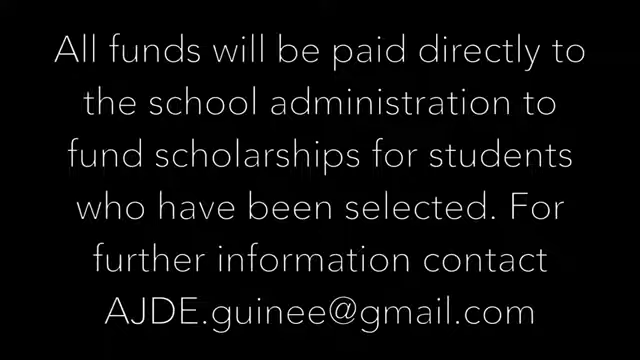 All funds will be paid directly to
the school administration to
fund scholarships for students
who have been selected. For
further information contact
AJDE.guinee@gmail.com